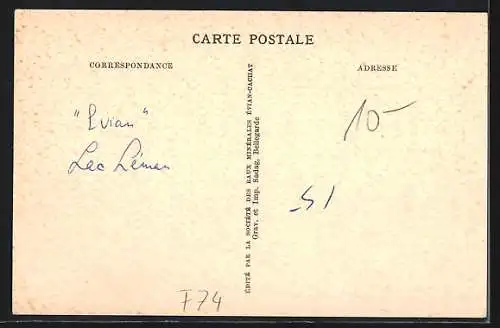 CARTE POSTALE
CORRESPONDANCE
ADRESSE
"Evian"
Lac Léman
ÉDITÉ PAR LA SOCIÉTÉ DES EAUX MINÉRALES ÉVIAN-CACHAT
Grav. et Imp. Sadag, Bellegarde
10-
F74